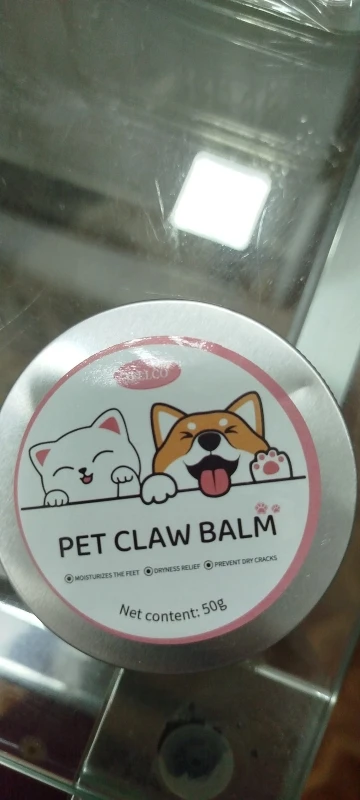 PET CLAW BALM
MOISTURIZES THE FEET DRYNESS RELIEF PREVENT DRY CRACKS
Net content: 50g